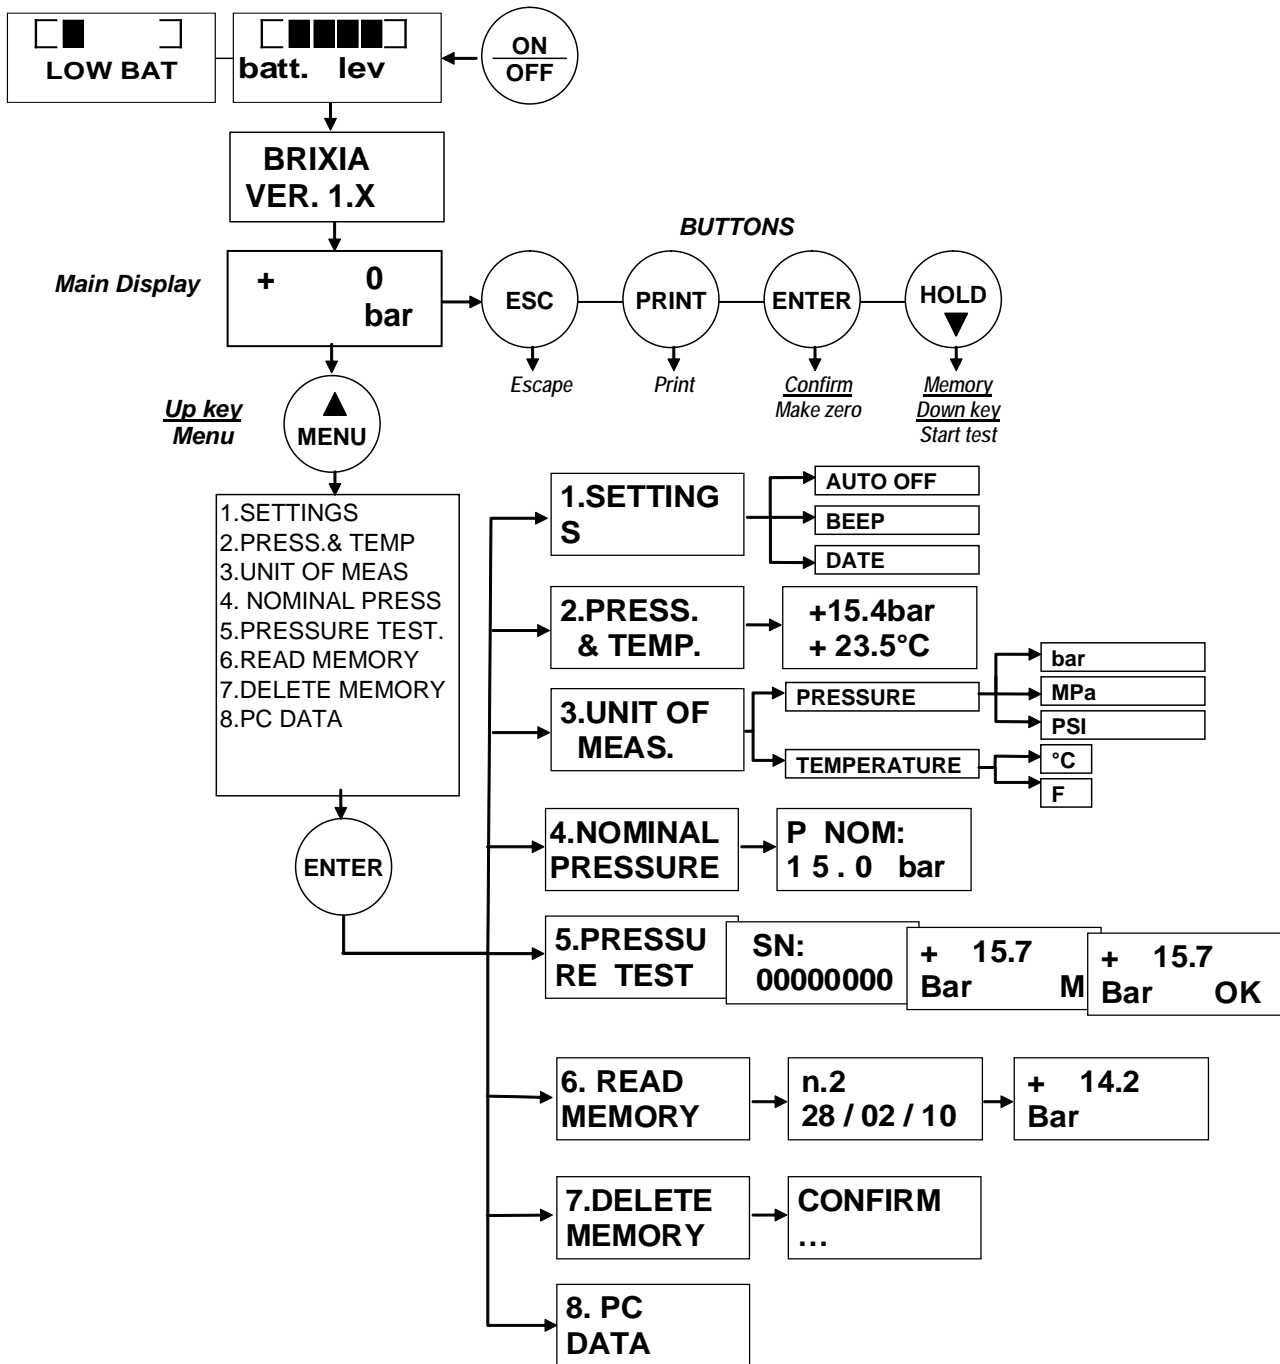 LOW BAT
batt. lev
ON
OFF
BRIXIA
VER. 1.X
BUTTONS
Main Display
+ 0
bar
ESC
PRINT
ENTER
HOLD
Escape
Print
Confirm
Make zero
Memory
Down key
Start test
Up key
Menu
MENU
1.SETTINGS
2.PRESS.& TEMP
3.UNIT OF MEAS
4. NOMINAL PRESS
5.PRESSURE TEST.
6.READ MEMORY
7.DELETE MEMORY
8.PC DATA
ENTER
1.SETTING
S
AUTO OFF
BEEP
DATE
2.PRESS.
& TEMP.
+15.4bar
+ 23.5°C
3.UNIT OF
MEAS.
PRESSURE
bar
MPa
PSI
TEMPERATURE
°C
F
4.NOMINAL
PRESSURE
P NOM:
1 5 . 0 bar
5.PRESSU
RE TEST
SN:
00000000
+ 15.7
Bar M
+ 15.7
Bar OK
6. READ
MEMORY
n.2
28 / 02 / 10
+ 14.2
Bar
7.DELETE
MEMORY
CONFIRM
...
8. PC
DATA